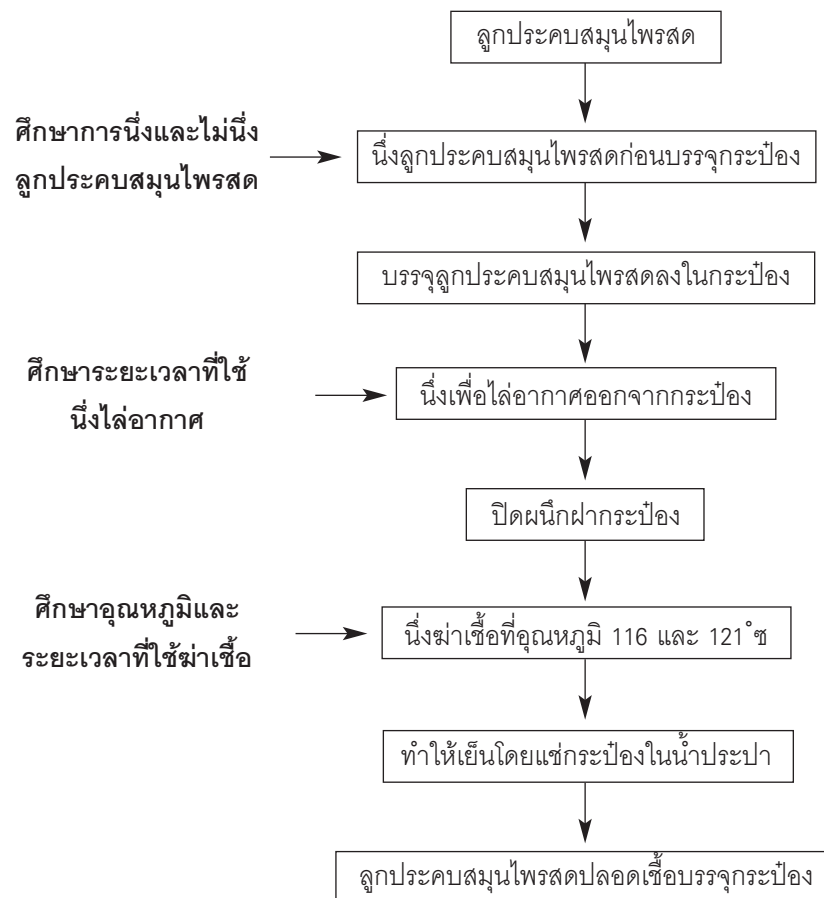 ลูกประคบสมุนไพรสด
ศึกษาการนึ่งและไม่นึ่ง
ลูกประคบสมุนไพรสด
นึ่งลูกประคบสมุนไพรสดก่อนบรรจุกระป๋อง
บรรจุลูกประคบสมุนไพรสดลงในกระป๋อง
ศึกษาระยะเวลาที่ใช้
นึ่งไล่อากาศ
นึ่งเพื่อไล่อากาศออกจากกระป๋อง
ปิดผนึกฝากระป๋อง
ศึกษาอุณหภูมิและ
ระยะเวลาที่ใช้ฆ่าเชื้อ
นึ่งฆ่าเชื้อที่อุณหภูมิ 116 และ 121 ํซ
ทำให้เย็นโดยแช่กระป๋องในน้ำประปา
ลูกประคบสมุนไพรสดปลอดเชื้อบรรจุกระป๋อง